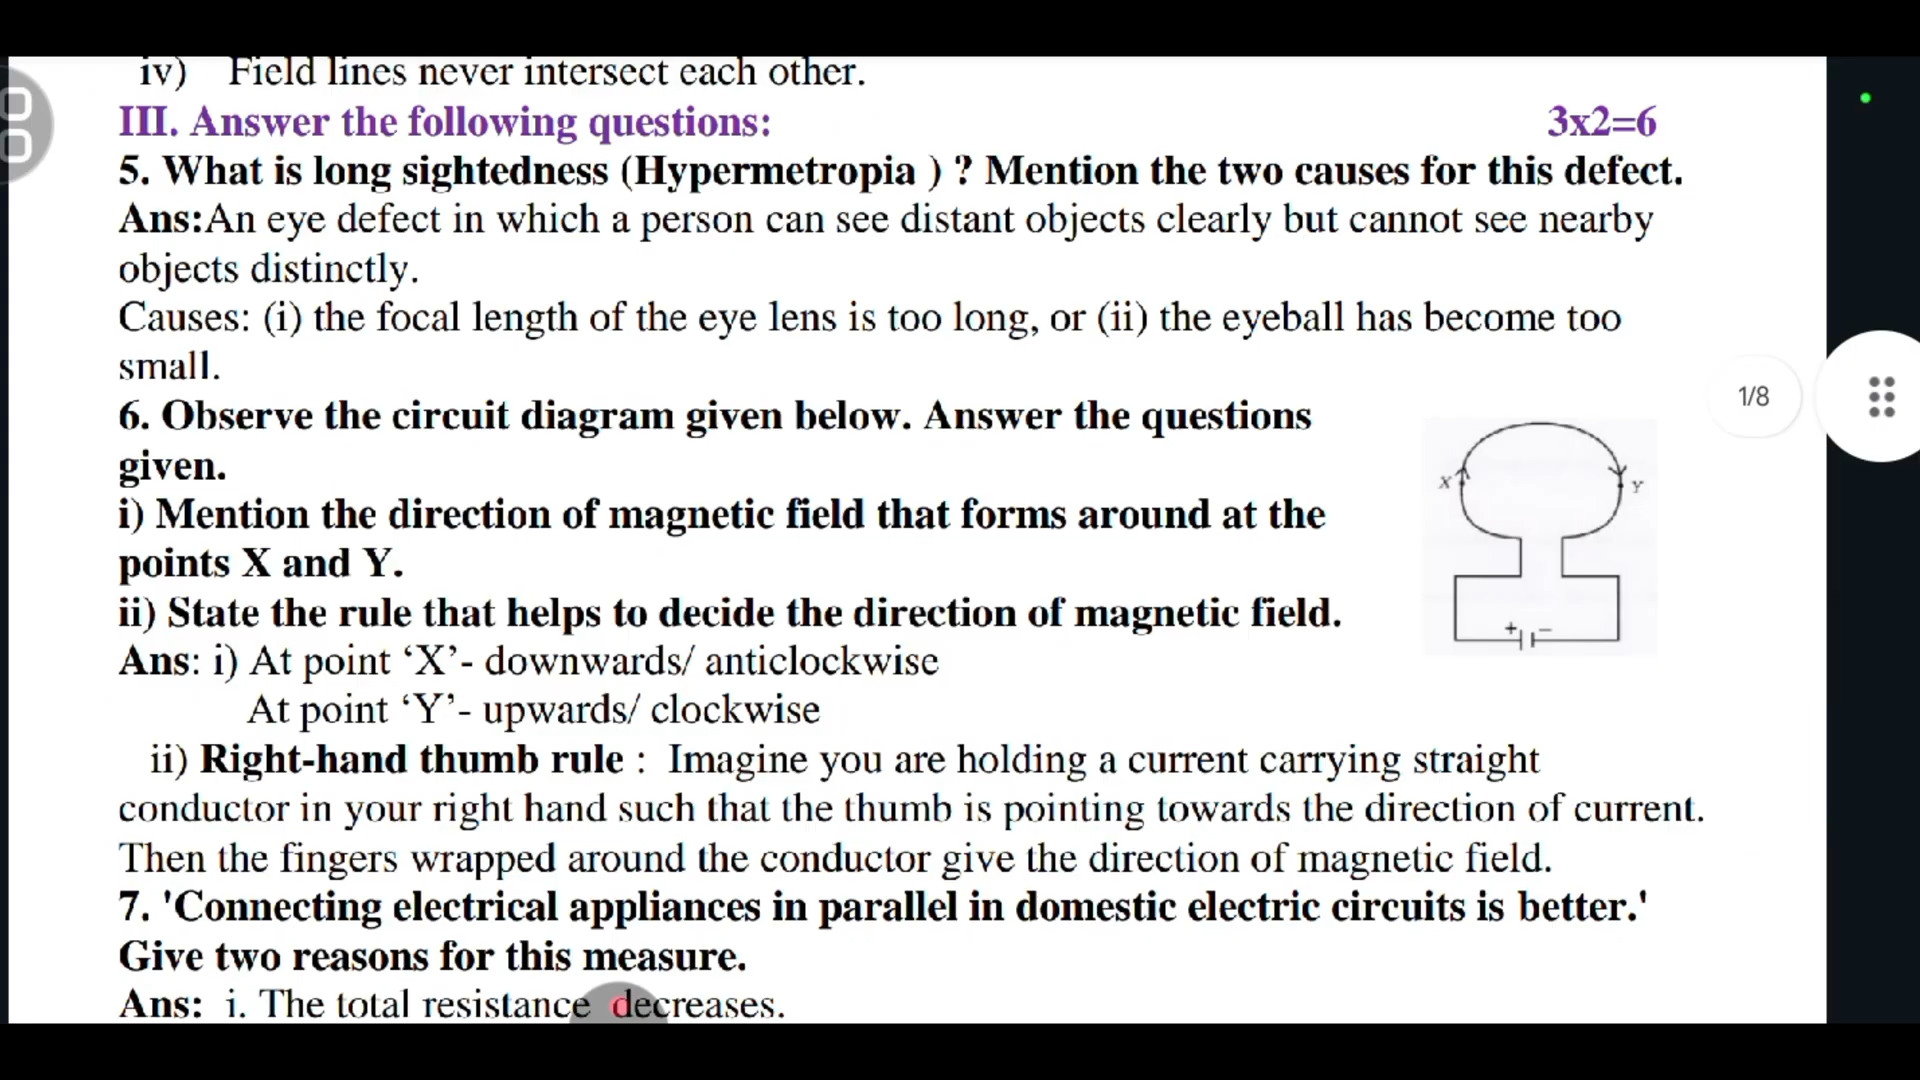 iv) Field lines never intersect each other.
III. Answer the following questions: 3x2=6
5. What is long sightedness (Hypermetropia ) ? Mention the two causes for this defect.
Ans:An eye defect in which a person can see distant objects clearly but cannot see nearby
objects distinctly.
Causes: (i) the focal length of the eye lens is too long, or (ii) the eyeball has become too
small.
6. Observe the circuit diagram given below. Answer the questions
given.
i) Mention the direction of magnetic field that forms around at the
points X and Y.
ii) State the rule that helps to decide the direction of magnetic field.
Ans: i) At point ‘X’- downwards/ anticlockwise
At point ‘Y’- upwards/ clockwise
ii) Right-hand thumb rule : Imagine you are holding a current carrying straight
conductor in your right hand such that the thumb is pointing towards the direction of current.
Then the fingers wrapped around the conductor give the direction of magnetic field.
7. 'Connecting electrical appliances in parallel in domestic electric circuits is better.'
Give two reasons for this measure.
Ans: i. The total resistance decreases.
X Y
+ −
1/8